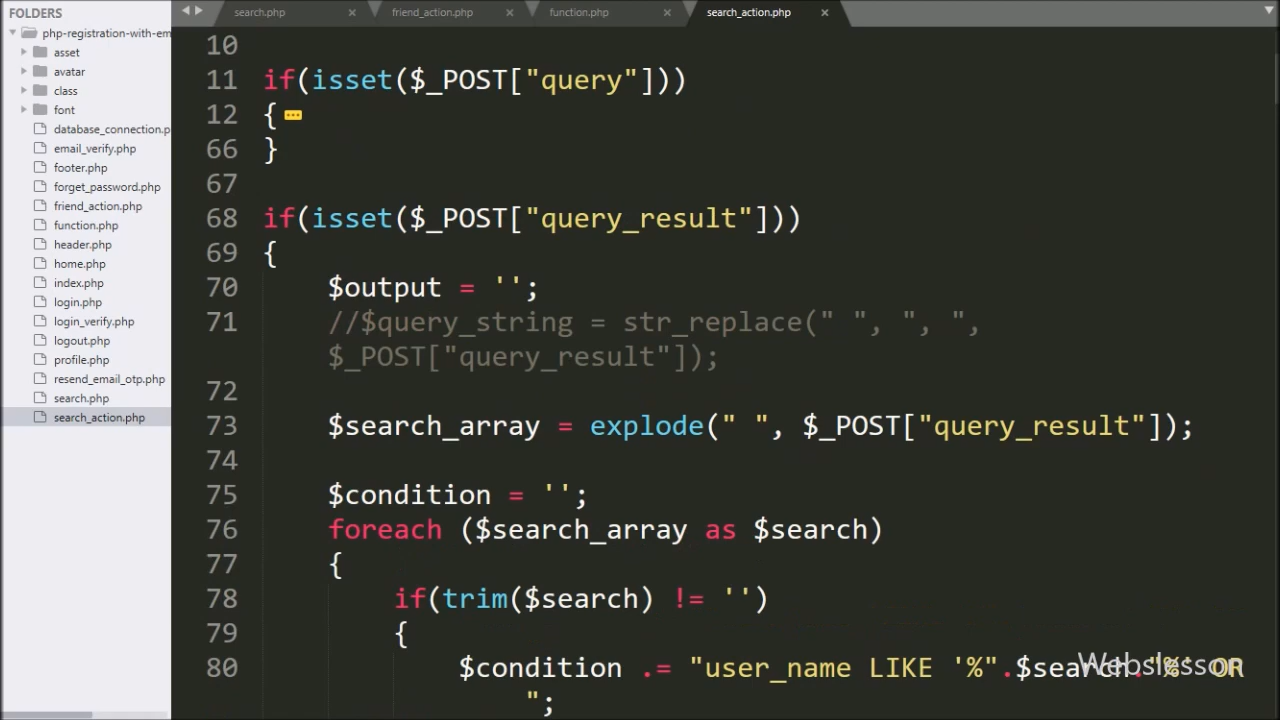 FOLDERS
php-registration-with-em
asset
avatar
class
font
database_connection.p
email_verify.php
footer.php
forget_password.php
friend_action.php
function.php
header.php
home.php
index.php
login.php
login_verify.php
logout.php
profile.php
resend_email_otp.php
search.php
search_action.php
search.php × friend_action.php × function.php × search_action.php ×
10
11 if(isset($_POST["query"]))
12 {
66 }
67
68 if(isset($_POST["query_result"]))
69 {
70 $output = '';
71 //$query_string = str_replace(" ", ", ",
$_POST["query_result"]);
72
73 $search_array = explode(" ", $_POST["query_result"]);
74
75 $condition = '';
76 foreach ($search_array as $search)
77 {
78 if(trim($search) != '')
79 {
80 $condition .= "user_name LIKE '%".$search."%' OR
";
Webslesson